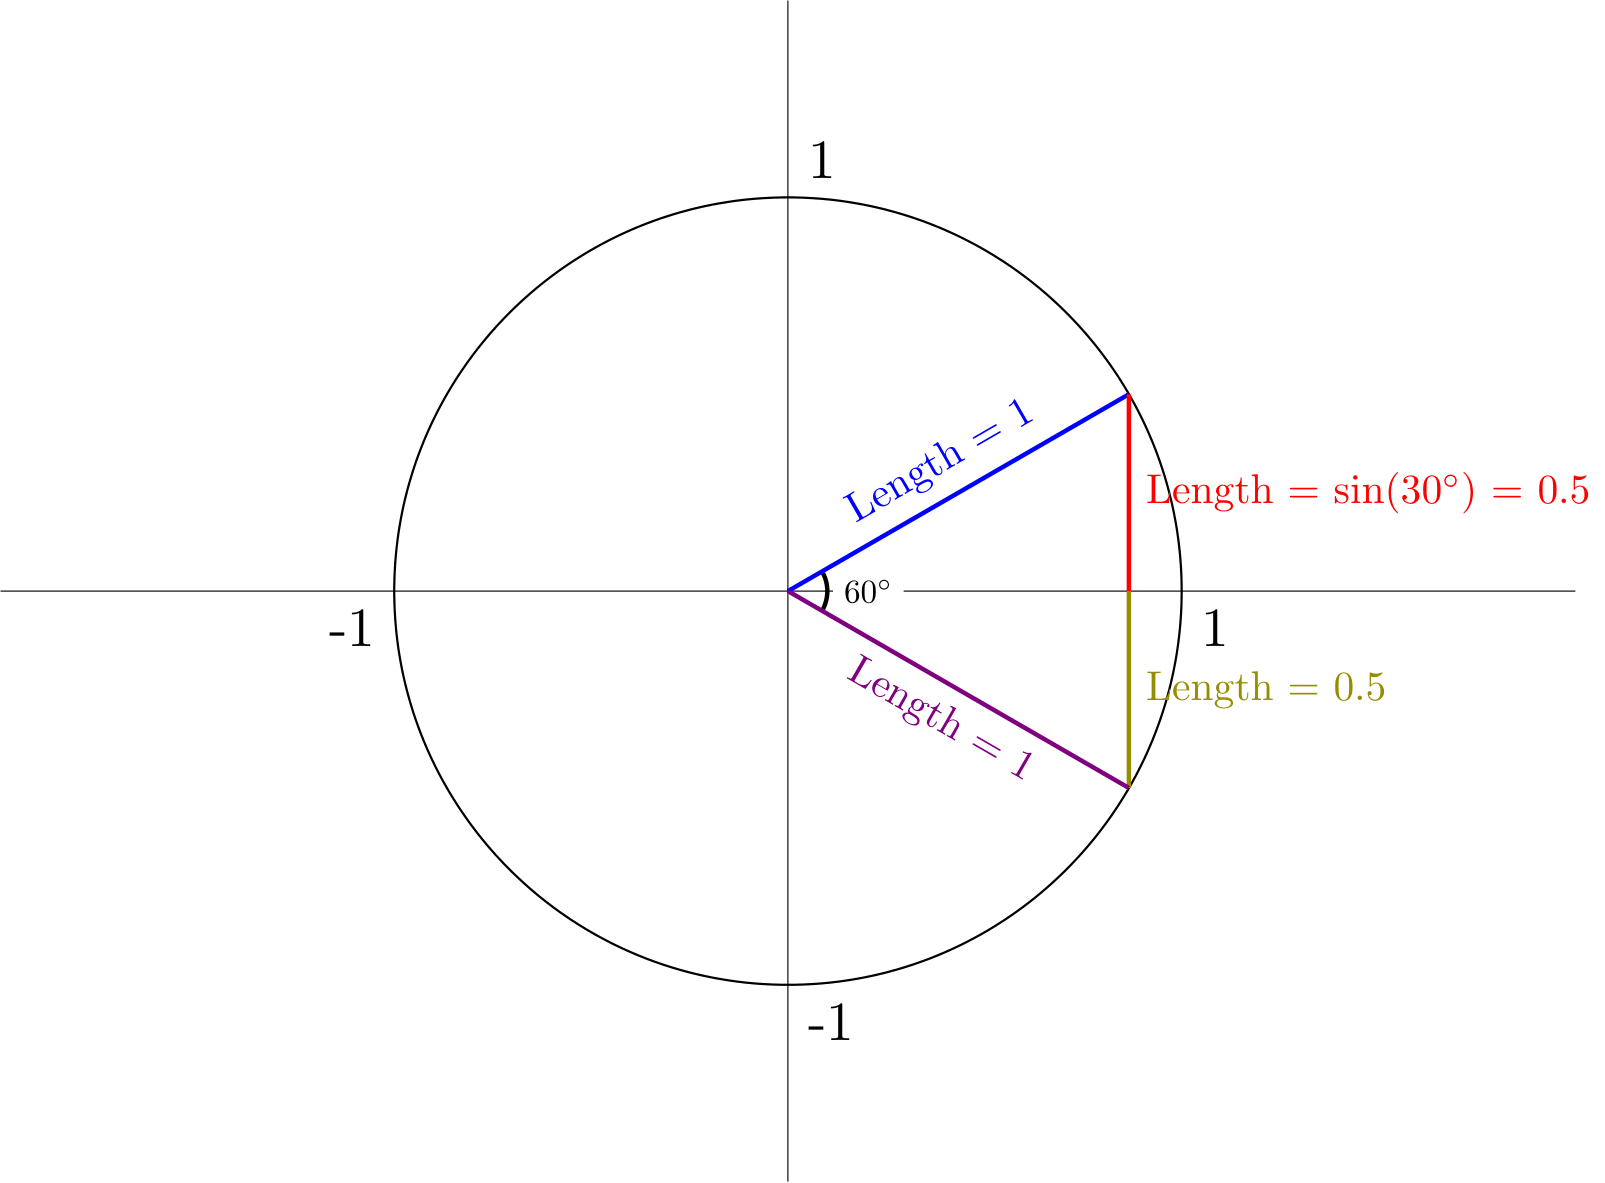 1
Length = 1
Length = sin(30°) = 0.5
60°
-1
1
Length = 1
Length = 0.5
-1